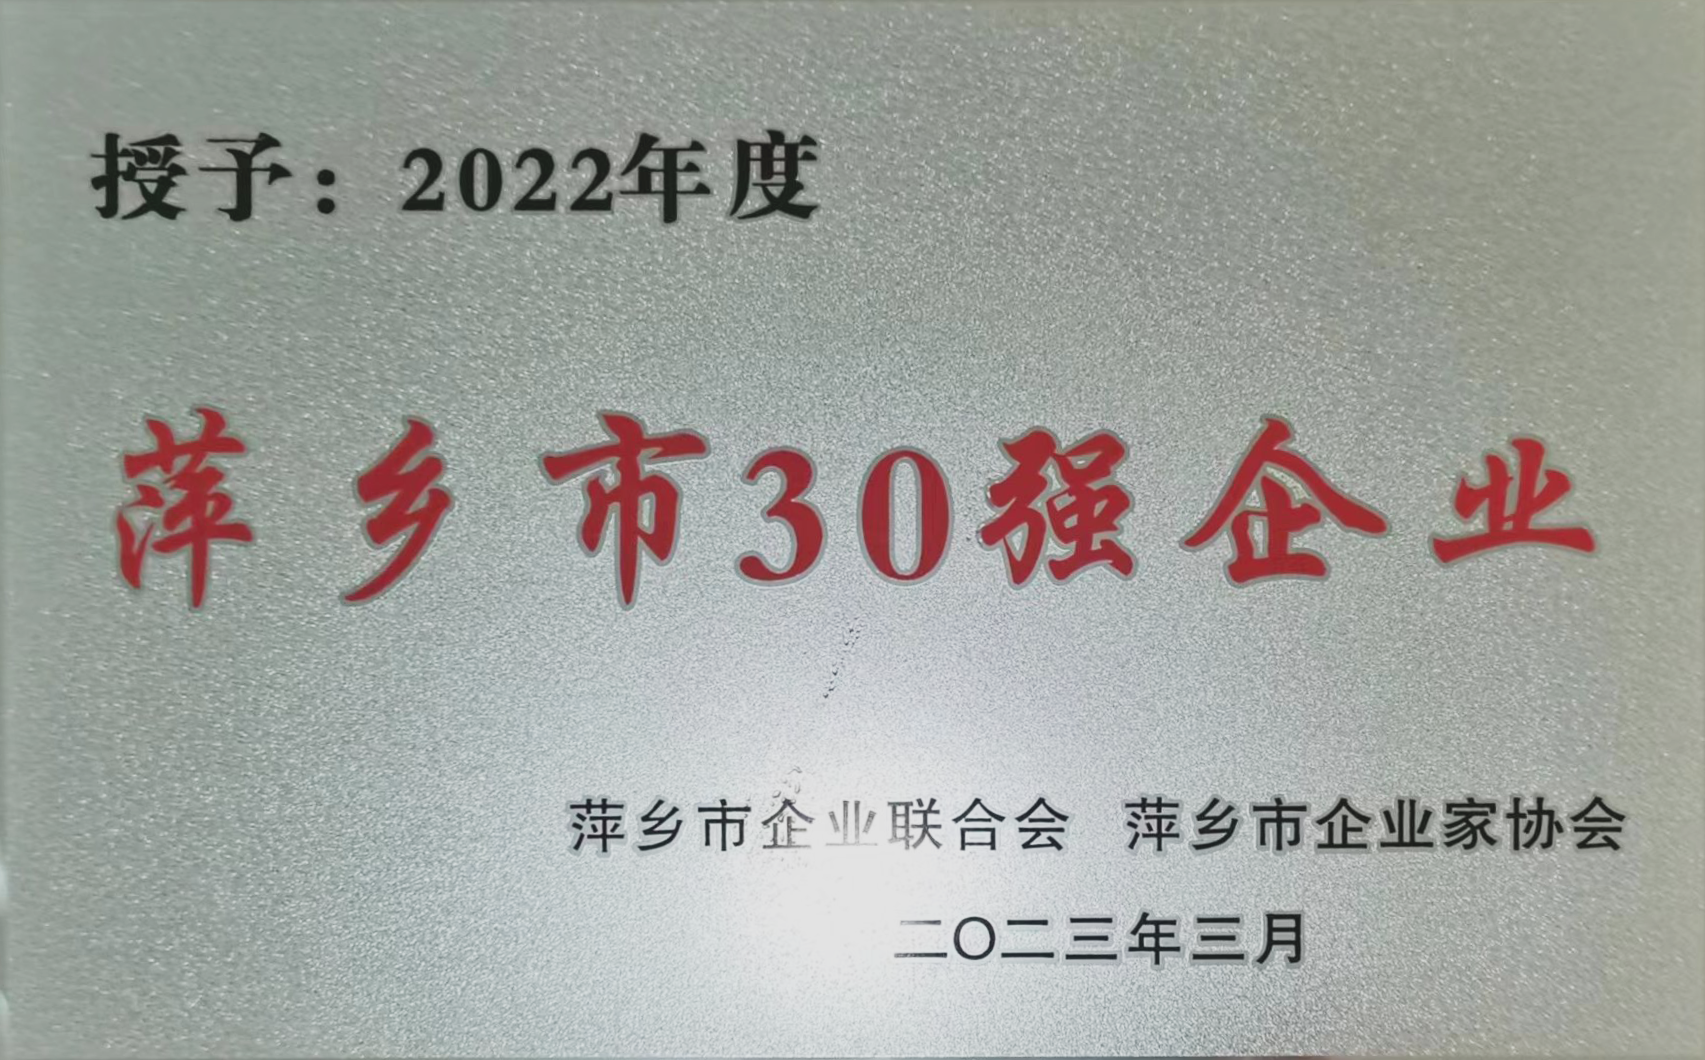 授予：2022年度
萍乡市30强企业
萍乡市企业联合会 萍乡市企业家协会
二〇二三年三月